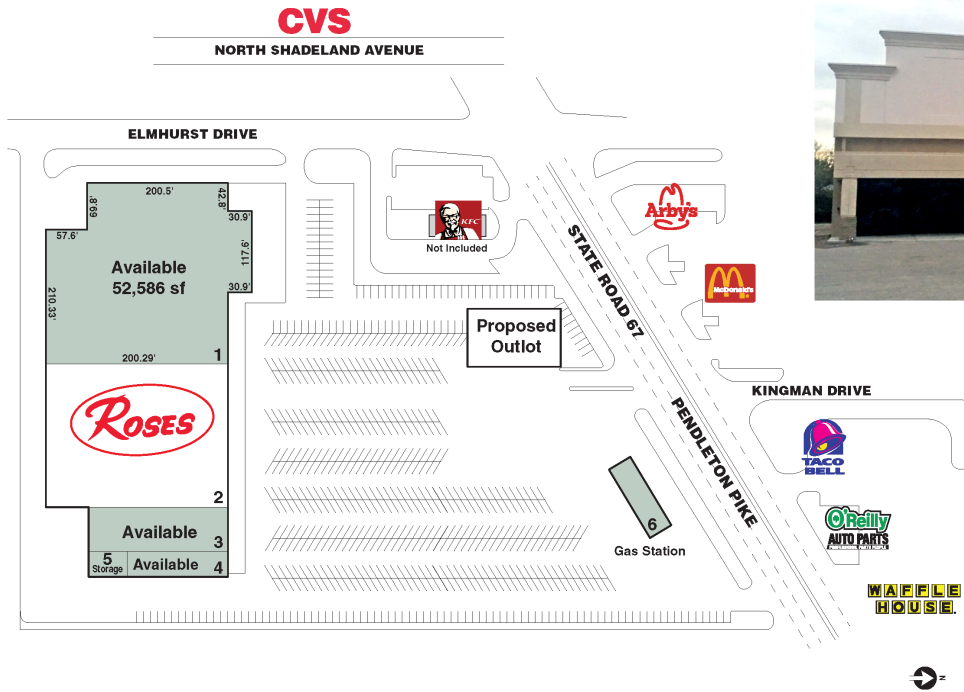 CVS
NORTH SHADELAND AVENUE
ELMHURST DRIVE
200.5'
42.8'
69.8'
30.9'
57.6'
117.6'
Available
52,586 sf
30.9'
210.33'
200.29'
1
ROSES
2
Available
3
5
Storage
Available
4
KFC
Not Included
Arby's
McDonald's
STATE ROAD 67
PENDLETON PIKE
Proposed
Outlot
KINGMAN DRIVE
TACO
BELL
6
Gas Station
O'Reilly
AUTO PARTS
WAFFLE
HOUSE.
N